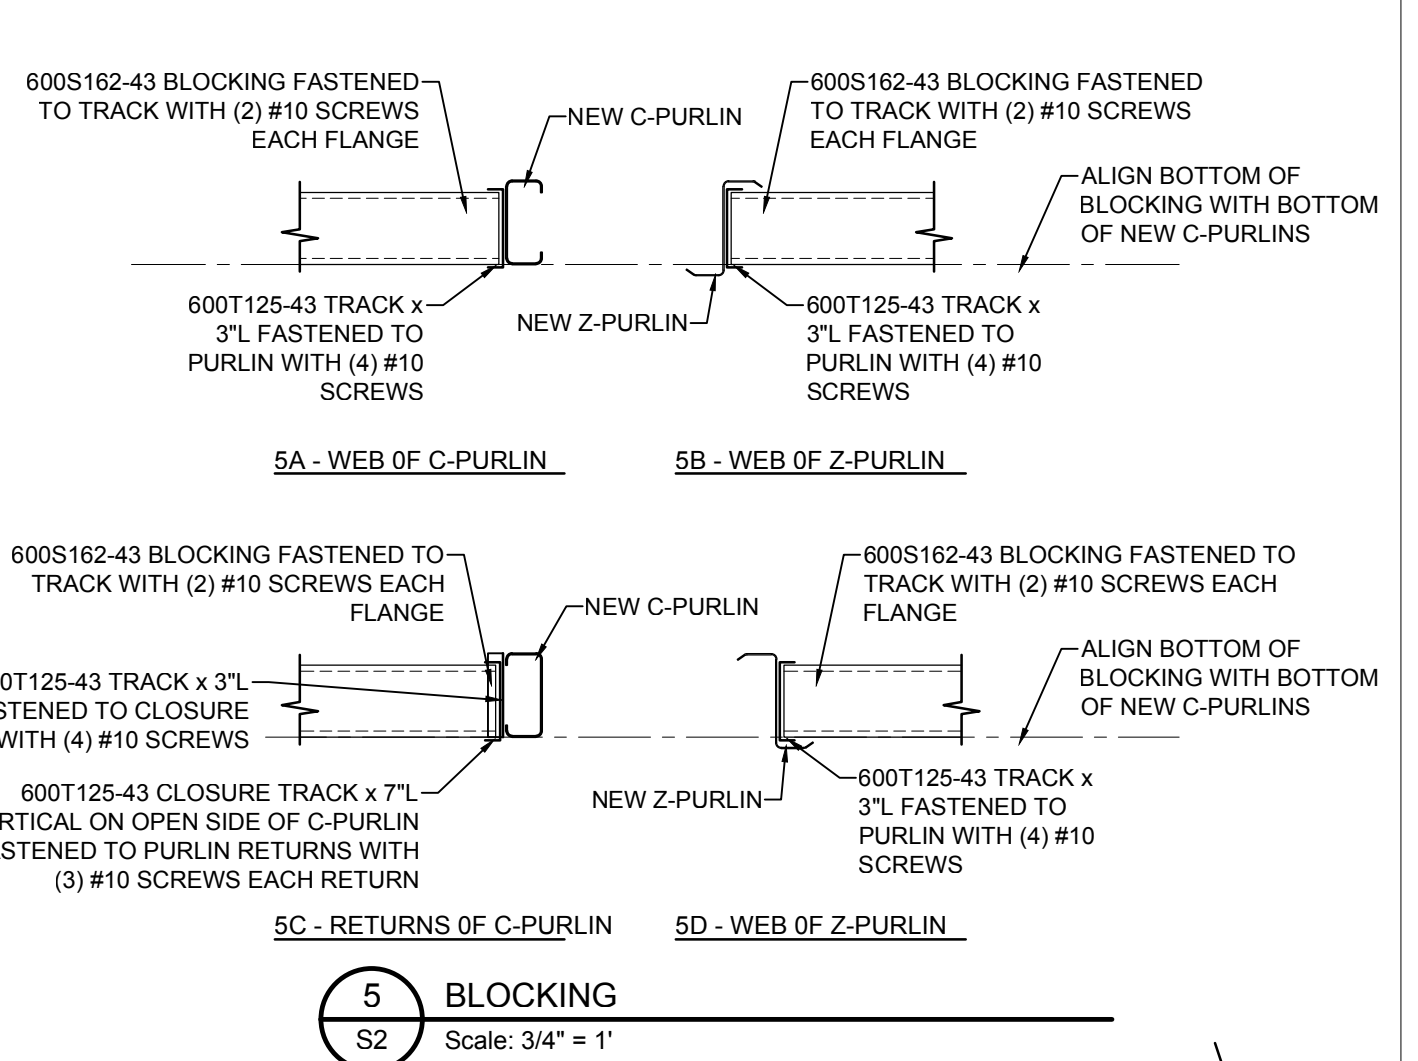 600S162-43 BLOCKING FASTENED
TO TRACK WITH (2) #10 SCREWS
EACH FLANGE
NEW C-PURLIN
600S162-43 BLOCKING FASTENED
TO TRACK WITH (2) #10 SCREWS
EACH FLANGE
ALIGN BOTTOM OF
BLOCKING WITH BOTTOM
OF NEW C-PURLINS
600T125-43 TRACK x
3"L FASTENED TO
PURLIN WITH (4) #10
SCREWS
NEW Z-PURLIN
600T125-43 TRACK x
3"L FASTENED TO
PURLIN WITH (4) #10
SCREWS
5A - WEB 0F C-PURLIN
5B - WEB 0F Z-PURLIN
600S162-43 BLOCKING FASTENED TO
TRACK WITH (2) #10 SCREWS EACH
FLANGE
NEW C-PURLIN
600S162-43 BLOCKING FASTENED TO
TRACK WITH (2) #10 SCREWS EACH
FLANGE
ALIGN BOTTOM OF
BLOCKING WITH BOTTOM
OF NEW C-PURLINS
0T125-43 TRACK x 3"L
STENED TO CLOSURE
WITH (4) #10 SCREWS
600T125-43 CLOSURE TRACK x 7"L
RTICAL ON OPEN SIDE OF C-PURLIN
ASTENED TO PURLIN RETURNS WITH
(3) #10 SCREWS EACH RETURN
NEW Z-PURLIN
600T125-43 TRACK x
3"L FASTENED TO
PURLIN WITH (4) #10
SCREWS
5C - RETURNS 0F C-PURLIN
5D - WEB 0F Z-PURLIN
5
BLOCKING
S2
Scale: 3/4" = 1'